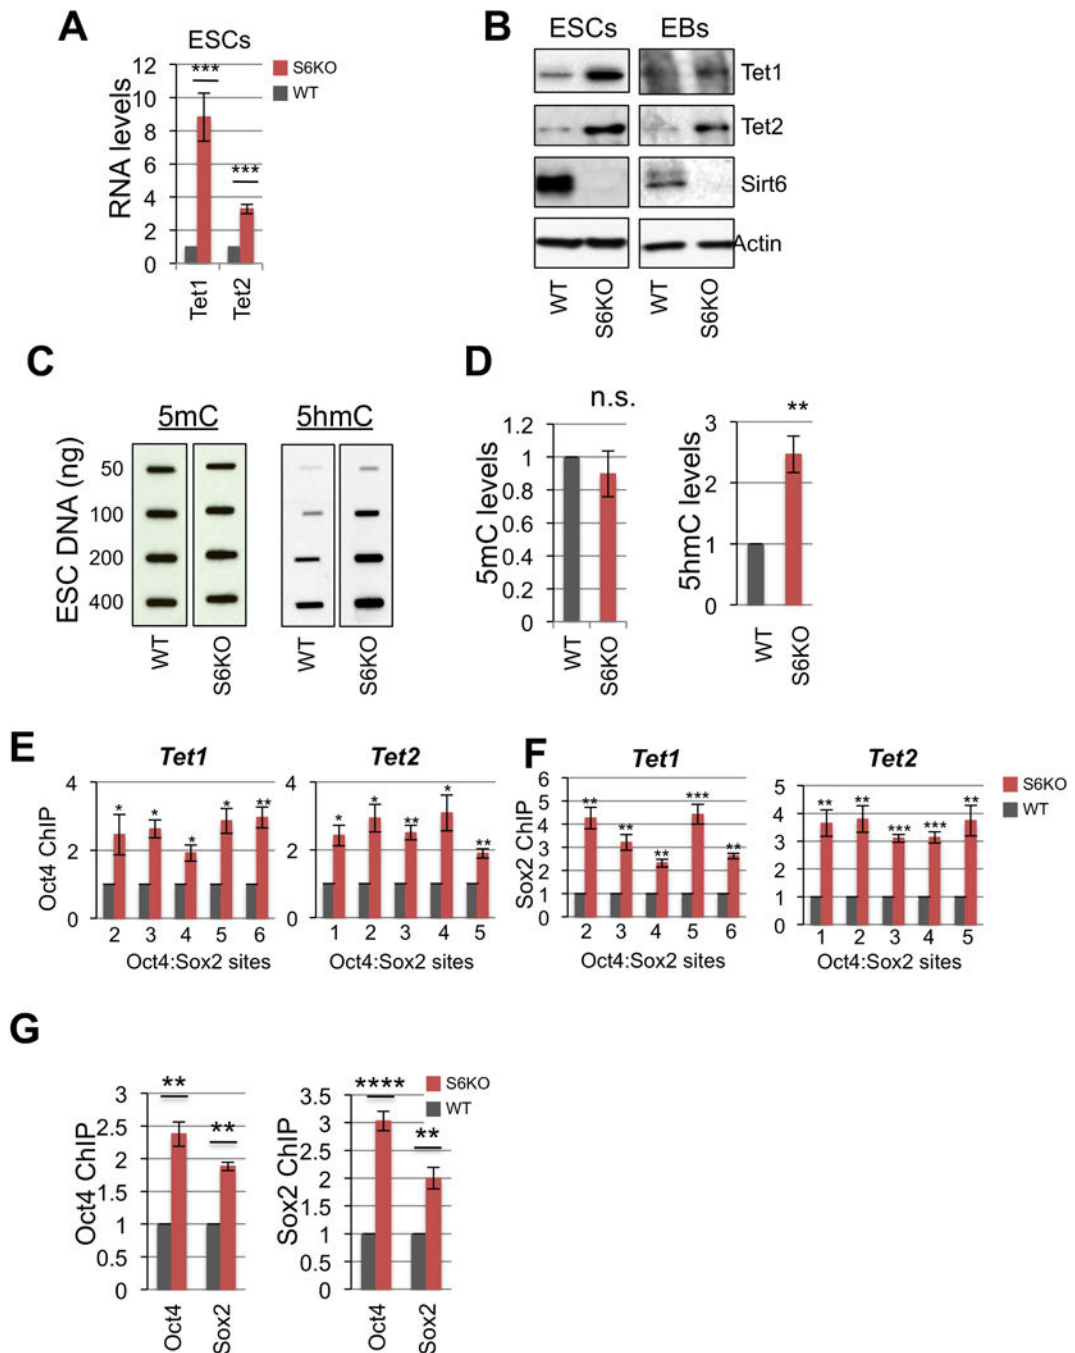 A
ESCs
S6KO
WT
RNA levels
12
10
8
6
4
2
0
***
***
Tet1
Tet2
B
ESCs
EBs
Tet1
Tet2
Sirt6
Actin
WT
S6KO
WT
S6KO
C
5mC
5hmC
ESC DNA (ng)
50
100
200
400
WT
S6KO
WT
S6KO
D
n.s.
5mC levels
1.2
1
0.8
0.6
0.4
0.2
0
WT
S6KO
**
5hmC levels
3
2
1
0
WT
S6KO
E
Tet1
Oct4 ChIP
4
2
0
* * * * **
2 3 4 5 6
Oct4:Sox2 sites
Tet2
4
2
0
* * ** * **
1 2 3 4 5
Oct4:Sox2 sites
F
Tet1
Sox2 ChIP
6
5
4
3
2
1
0
** ** ** *** **
2 3 4 5 6
Oct4:Sox2 sites
Tet2
5
4
3
2
1
0
** ** *** *** **
1 2 3 4 5
Oct4:Sox2 sites
S6KO
WT
G
Oct4 ChIP
3
2.5
2
1.5
1
0.5
0
**
**
Oct4
Sox2
Sox2 ChIP
3.5
3
2.5
2
1.5
1
0.5
0
****
**
Oct4
Sox2
S6KO
WT